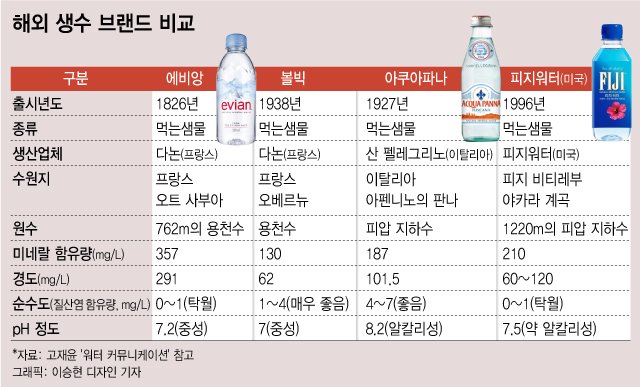 해외 생수 브랜드 비교
구분 에비앙 볼빅 아쿠아파나 피지워터(미국)
출시년도 1826년 1938년 1927년 1996년
종류 먹는샘물 먹는샘물 먹는샘물 먹는샘물
생산업체 다논(프랑스) 다논(프랑스) 산 펠레그리노(이탈리아) 피지워터(미국)
수원지 프랑스 프랑스 이탈리아 피지 비티레부
오트 사부아 오베르뉴 아펜니노의 판나 야카라 계곡
원수 762m의 용천수 용천수 피압 지하수 1220m의 피압 지하수
미네랄 함유량(mg/L) 357 130 187 210
경도(mg/L) 291 62 101.5 60~120
순수도(질산염 함유량, mg/L) 0~1(탁월) 1~4(매우 좋음) 4~7(좋음) 0~1(탁월)
pH 정도 7.2(중성) 7(중성) 8.2(알칼리성) 7.5(약 알칼리성)
*자료: 고재윤 '워터 커뮤니케이션' 참고
그래픽: 이승현 디자인 기자
evian
ACQUA PANNA
TOSCANA
FIJI